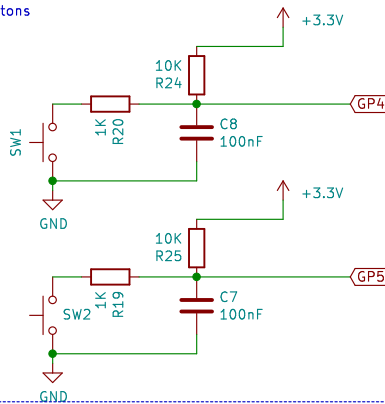 tons
+3.3V
10K
R24
GP4
C8
100nF
1K
R20
SW1
GND
+3.3V
10K
R25
GP5
C7
100nF
1K
R19
SW2
GND